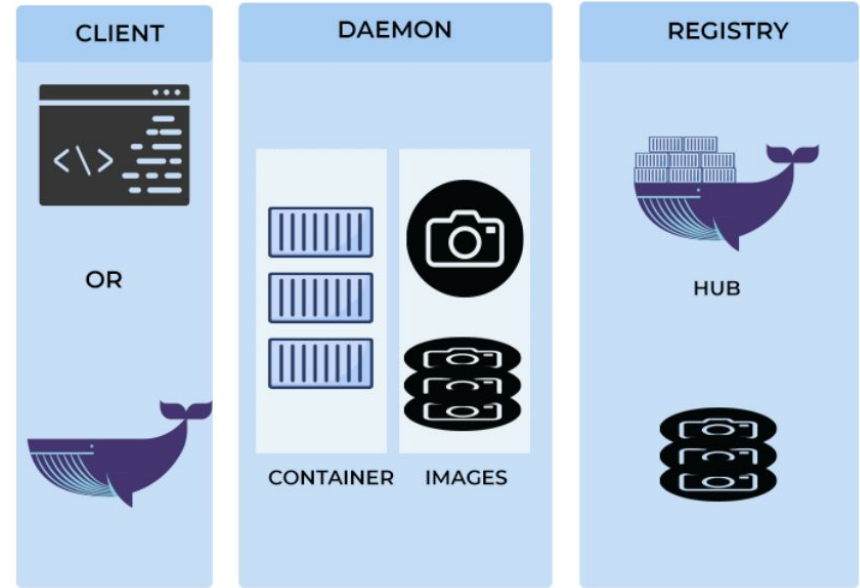 CLIENT
DAEMON
REGISTRY
<\>
OR
HUB
CONTAINER
IMAGES